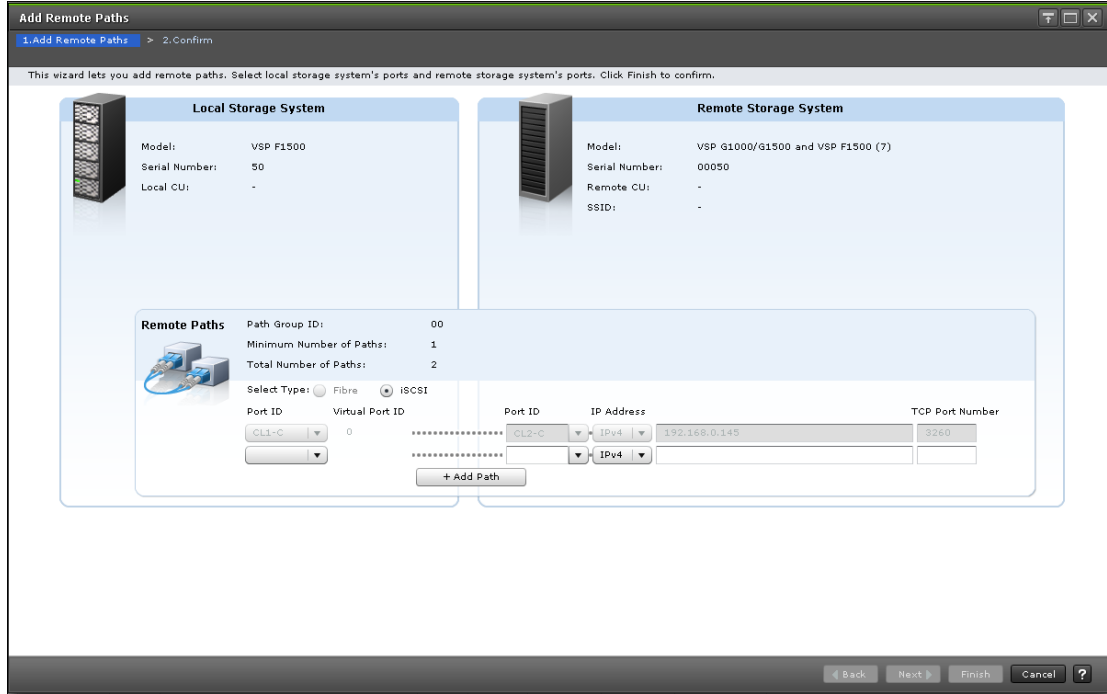 Add Remote Paths
1.Add Remote Paths > 2.Confirm
This wizard lets you add remote paths. Select local storage system's ports and remote storage system's ports. Click Finish to confirm.
Local Storage System
Model: VSP F1500
Serial Number: 50
Local CU: -
Remote Storage System
Model: VSP G1000/G1500 and VSP F1500 (7)
Serial Number: 00050
Remote CU: -
SSID: -
Remote Paths
Path Group ID: 00
Minimum Number of Paths: 1
Total Number of Paths: 2
Select Type: Fibre iSCSI
Port ID Virtual Port ID Port ID IP Address TCP Port Number
CL1-C 0 CL2-C IPv4 192.168.0.145 3260
IPv4
+ Add Path
Back Next Finish Cancel ?